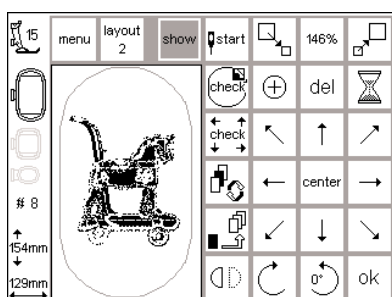 15 menu layout 2 show start 146%
check del
check
center
# 8
154mm
129mm 0° ok